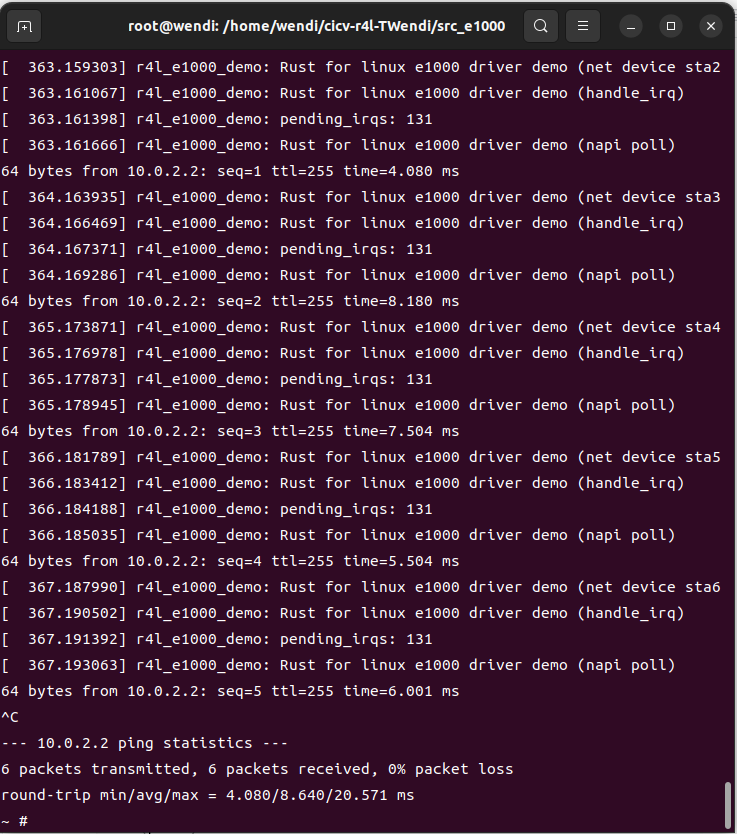 root@wendi: /home/wendi/cicv-r4l-TWendi/src_e1000
[  363.159303] r4l_e1000_demo: Rust for linux e1000 driver demo (net device sta2
[  363.161067] r4l_e1000_demo: Rust for linux e1000 driver demo (handle_irq)
[  363.161398] r4l_e1000_demo: pending_irqs: 131
[  363.161666] r4l_e1000_demo: Rust for linux e1000 driver demo (napi poll)
64 bytes from 10.0.2.2: seq=1 ttl=255 time=4.080 ms
[  364.163935] r4l_e1000_demo: Rust for linux e1000 driver demo (net device sta3
[  364.166469] r4l_e1000_demo: Rust for linux e1000 driver demo (handle_irq)
[  364.167371] r4l_e1000_demo: pending_irqs: 131
[  364.169286] r4l_e1000_demo: Rust for linux e1000 driver demo (napi poll)
64 bytes from 10.0.2.2: seq=2 ttl=255 time=8.180 ms
[  365.173871] r4l_e1000_demo: Rust for linux e1000 driver demo (net device sta4
[  365.176978] r4l_e1000_demo: Rust for linux e1000 driver demo (handle_irq)
[  365.177873] r4l_e1000_demo: pending_irqs: 131
[  365.178945] r4l_e1000_demo: Rust for linux e1000 driver demo (napi poll)
64 bytes from 10.0.2.2: seq=3 ttl=255 time=7.504 ms
[  366.181789] r4l_e1000_demo: Rust for linux e1000 driver demo (net device sta5
[  366.183412] r4l_e1000_demo: Rust for linux e1000 driver demo (handle_irq)
[  366.184188] r4l_e1000_demo: pending_irqs: 131
[  366.185035] r4l_e1000_demo: Rust for linux e1000 driver demo (napi poll)
64 bytes from 10.0.2.2: seq=4 ttl=255 time=5.504 ms
[  367.187990] r4l_e1000_demo: Rust for linux e1000 driver demo (net device sta6
[  367.190502] r4l_e1000_demo: Rust for linux e1000 driver demo (handle_irq)
[  367.191392] r4l_e1000_demo: pending_irqs: 131
[  367.193063] r4l_e1000_demo: Rust for linux e1000 driver demo (napi poll)
64 bytes from 10.0.2.2: seq=5 ttl=255 time=6.001 ms
^C
--- 10.0.2.2 ping statistics ---
6 packets transmitted, 6 packets received, 0% packet loss
round-trip min/avg/max = 4.080/8.640/20.571 ms
~ #